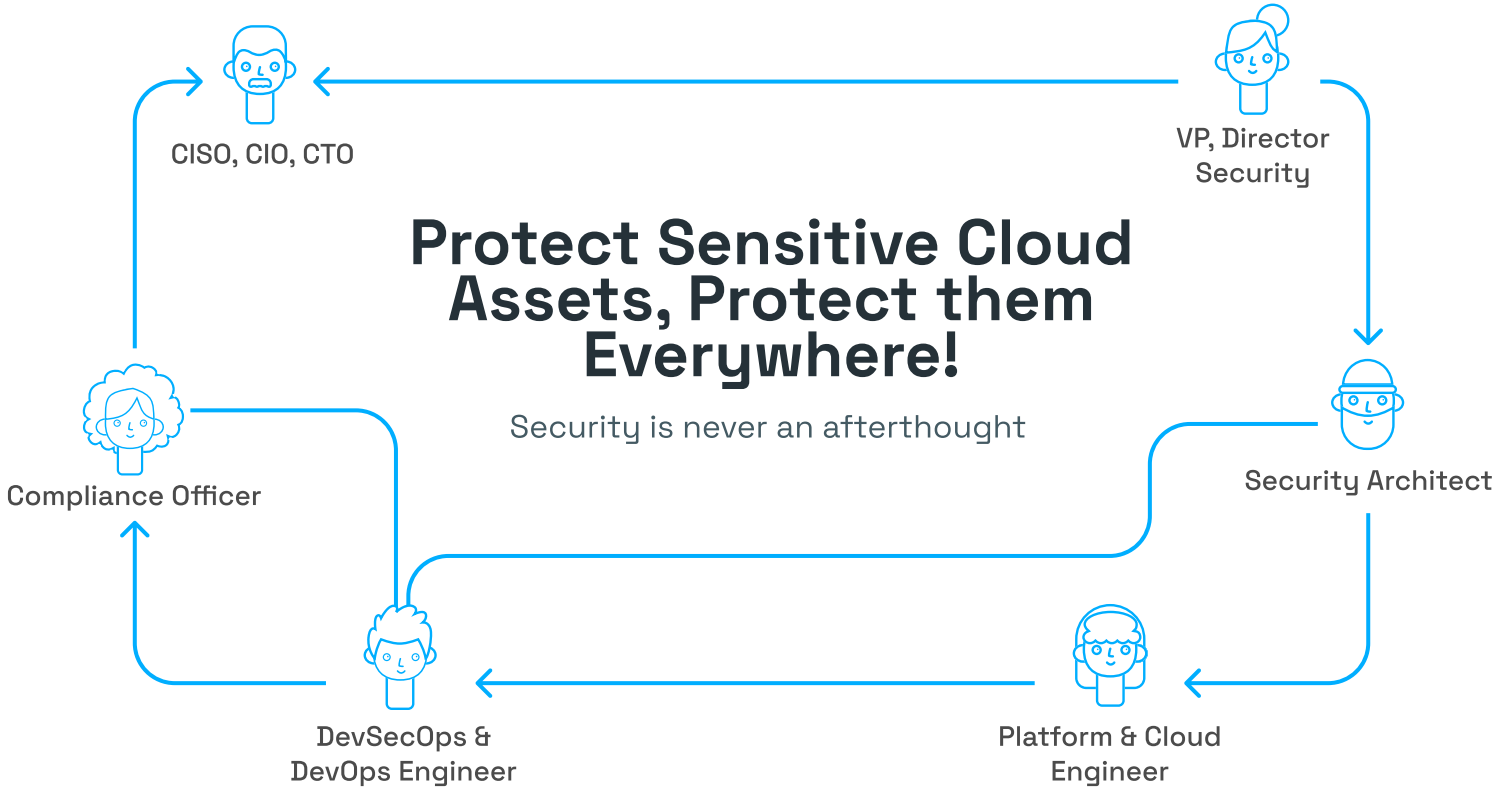 CISO, CIO, CTO
VP, Director
Security
Protect Sensitive Cloud
Assets, Protect them
Everywhere!
Security is never an afterthought
Compliance Officer
Security Architect
DevSecOps &
DevOps Engineer
Platform & Cloud
Engineer